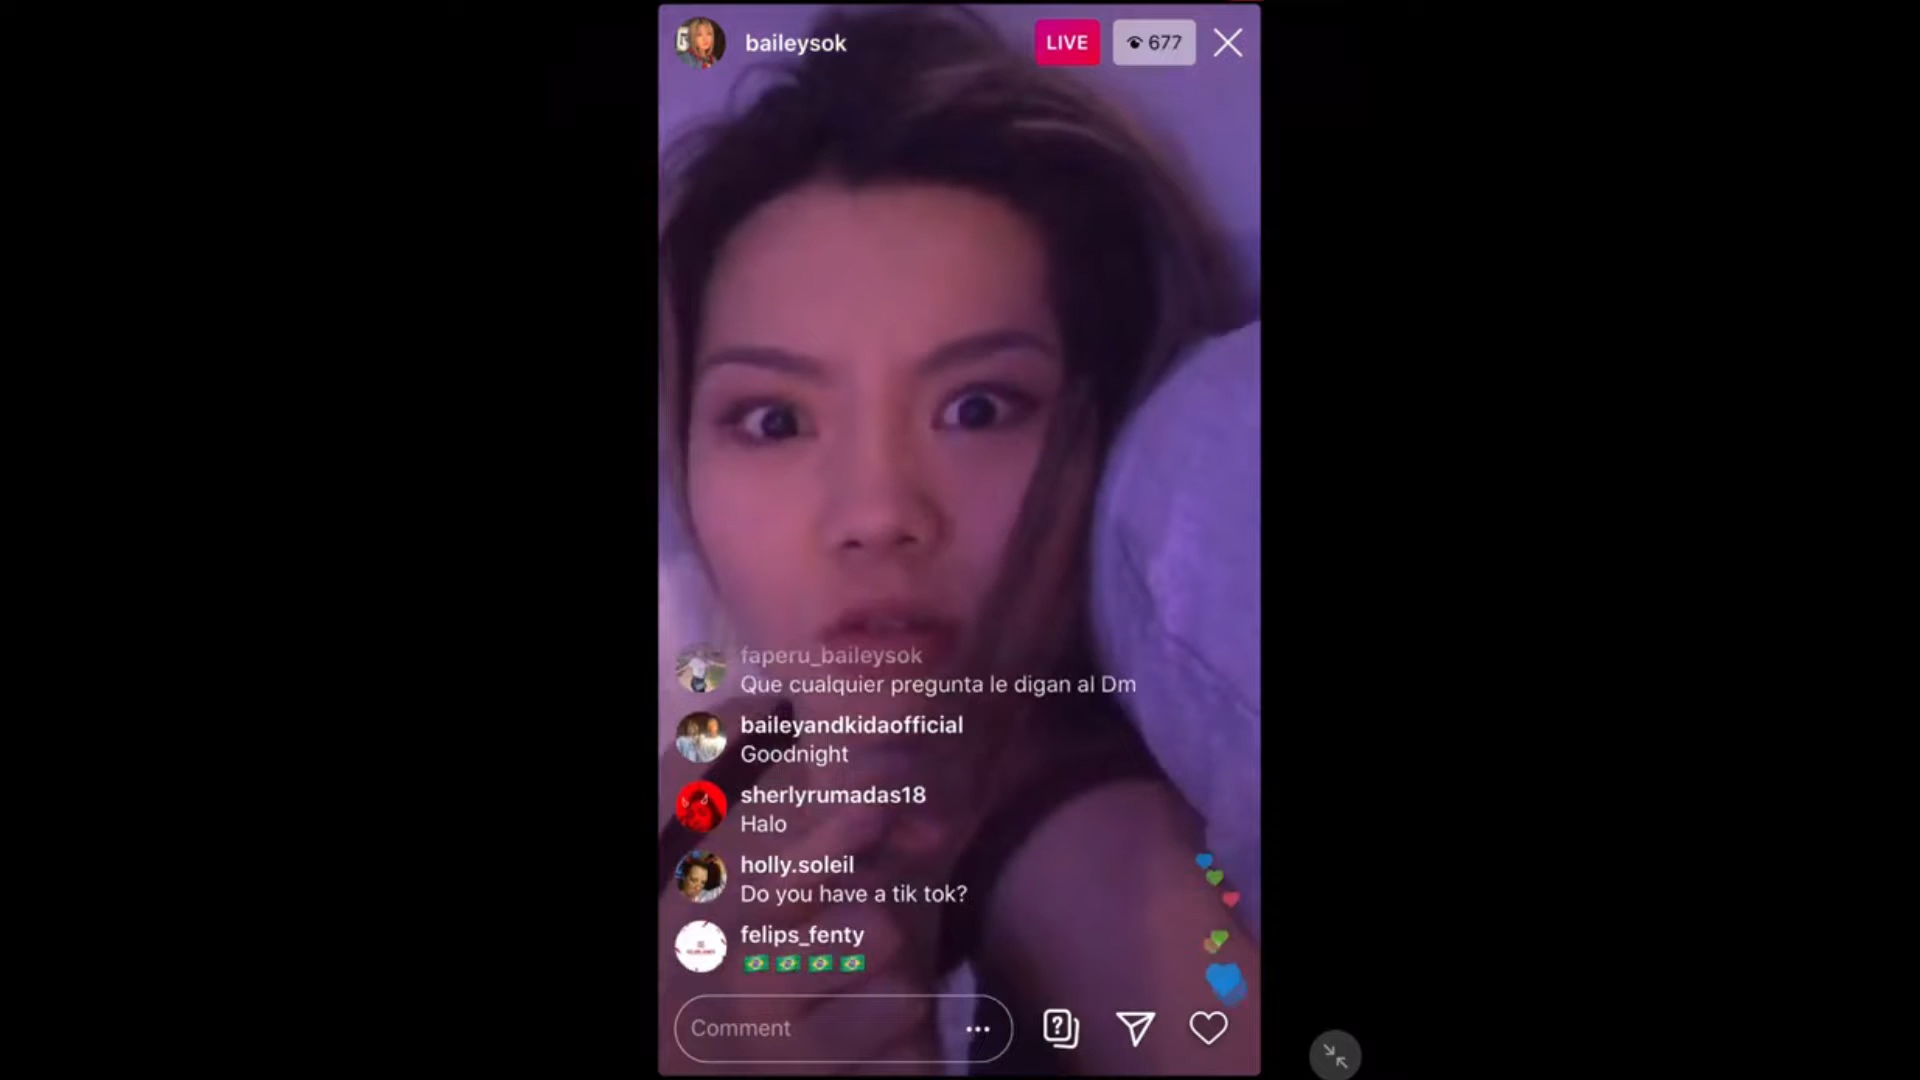 baileysok
LIVE
677
faperu_baileysok
Que cualquier pregunta le digan al Dm
baileyandkidaofficial
Goodnight
sherlyrumadas18
Halo
holly.soleil
Do you have a tik tok?
felips_fenty
🇧🇷 🇧🇷 🇧🇷 🇧🇷
Comment